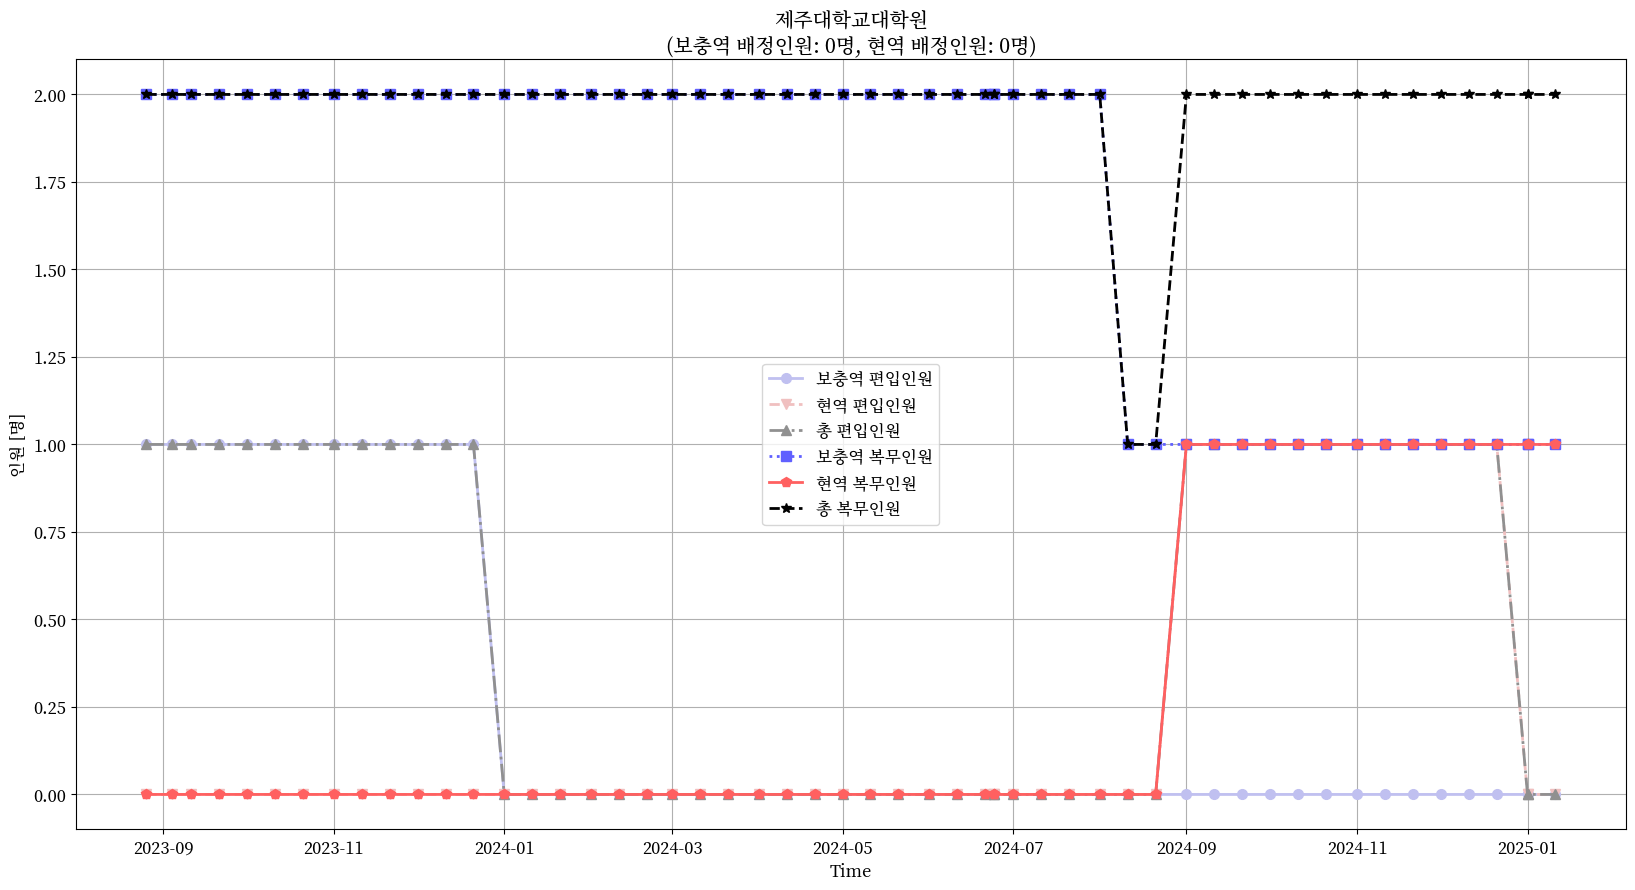 제주대학교대학원
(보충역 배정인원: 0명, 현역 배정인원: 0명)
인원 [명]
2.00
1.75
1.50
1.25
1.00
0.75
0.50
0.25
0.00
보충역 편입인원
현역 편입인원
총 편입인원
보충역 복무인원
현역 복무인원
총 복무인원
2023-09
2023-11
2024-01
2024-03
2024-05
2024-07
2024-09
2024-11
2025-01
Time